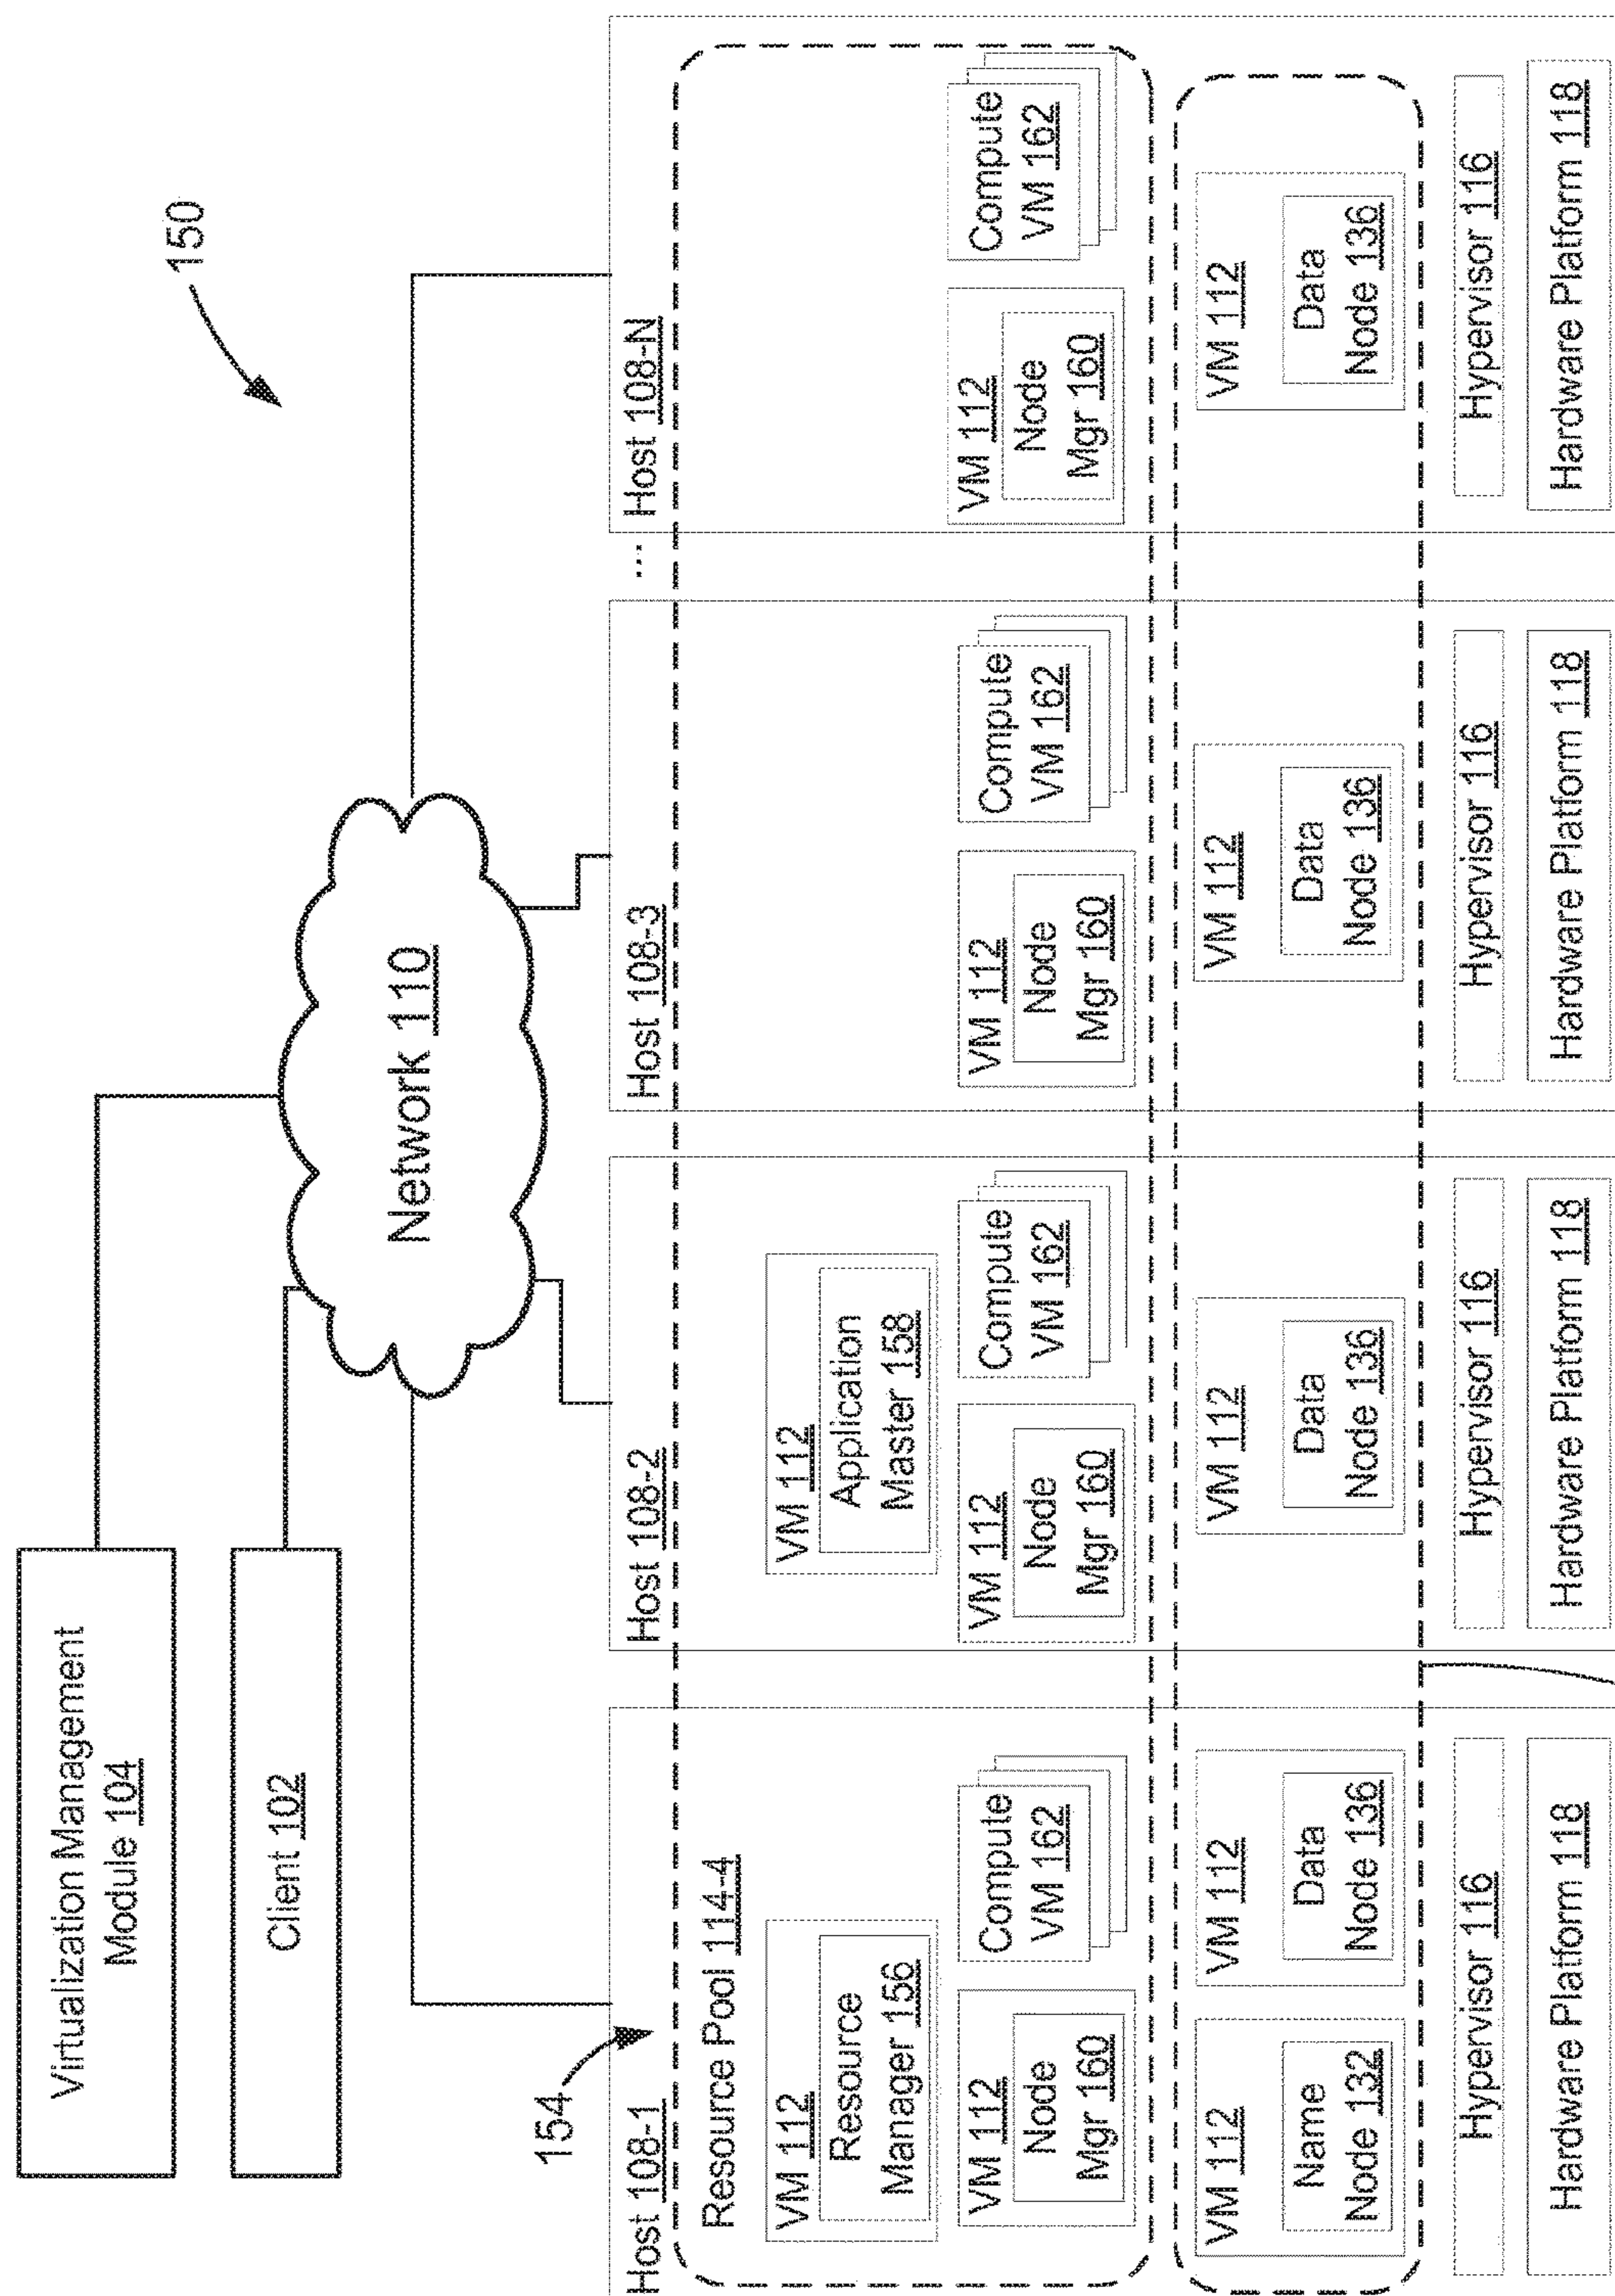 150
Virtualization Management
Module 104
Client 102
Network 110
154
Host 108-1
Resource Pool 114-4
VM 112
Resource
Manager 156
VM 112
Node
Mgr 160
Compute
VM 162
VM 112
Name
Node 132
VM 112
Data
Node 136
Hypervisor 116
Hardware Platform 118
Host 108-2
VM 112
Application
Master 158
VM 112
Node
Mgr 160
Compute
VM 162
VM 112
Data
Node 136
Hypervisor 116
Hardware Platform 118
Host 108-3
VM 112
Node
Mgr 160
Compute
VM 162
VM 112
Data
Node 136
Hypervisor 116
Hardware Platform 118
...
Host 108-N
VM 112
Node
Mgr 160
Compute
VM 162
VM 112
Data
Node 136
Hypervisor 116
Hardware Platform 118